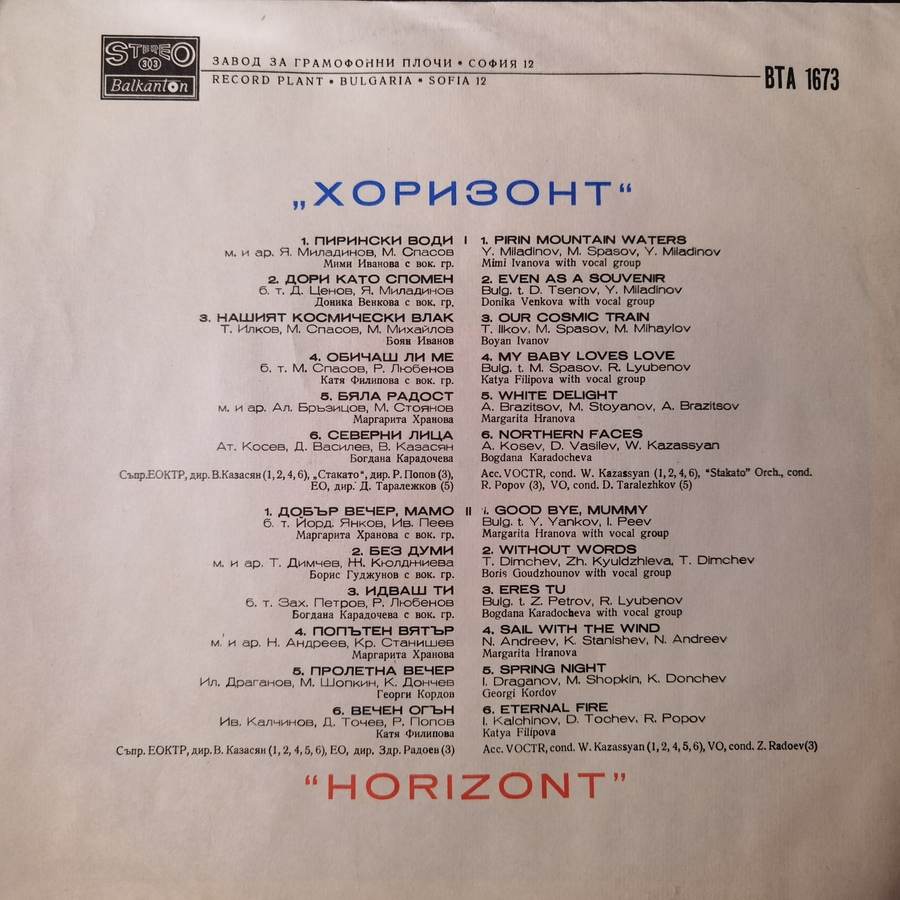 STEREO
303
Balkanton
ЗАВОД ЗА ГРАМОФОННИ ПЛОЧИ • СОФИЯ 12
RECORD PLANT • BULGARIA • SOFIA 12
ВТА 1673
„ХОРИЗОНТ“
I
1. ПИРИНСКИ ВОДИ
м. и ар. Я. Миладинов, М. Спасов
Мими Иванова с вок. гр.
2. ДОРИ КАТО СПОМЕН
б. т. Д. Ценов, Я. Миладинов
Доника Венкова с вок. гр.
3. НАШИЯТ КОСМИЧЕСКИ ВЛАК
Т. Илков, М. Спасов, М. Михайлов
Боян Иванов
4. ОБИЧАШ ЛИ МЕ
б. т. М. Спасов, Р. Любенов
Катя Филипова с вок. гр.
5. БЯЛА РАДОСТ
м. и ар. Ал. Бръзицов, М. Стоянов
Маргарита Хранова
6. СЕВЕРНИ ЛИЦА
Ат. Косев, Д. Василев, В. Казасян
Богдана Карадочева
Съпр. ЕОКТР, дир. В. Казасян (1, 2, 4, 6), „Стакато“, дир. Р. Попов (3),
ЕО, дир. Д. Таралежков (5)
1. PIRIN MOUNTAIN WATERS
Y. Miladinov, M. Spasov, Y. Miladinov
Mimi Ivanova with vocal group
2. EVEN AS A SOUVENIR
Bulg. t. D. Tsenov, Y. Miladinov
Donika Venkova with vocal group
3. OUR COSMIC TRAIN
T. Ilkov, M. Spasov, M. Mihaylov
Boyan Ivanov
4. MY BABY LOVES LOVE
Bulg. t. M. Spasov, R. Lyubenov
Katya Filipova with vocal group
5. WHITE DELIGHT
A. Brazitsov, M. Stoyanov, A. Brazitsov
Margarita Hranova
6. NORTHERN FACES
A. Kosev, D. Vasilev, W. Kazassyan
Bogdana Karadocheva
Acc. VOCTR, cond. W. Kazassyan (1, 2, 4, 6), “Stakato” Orch., cond.
R. Popov (3), VO, cond. D. Taralezhkov (5)
II
1. ДОБЪР ВЕЧЕР, МАМО
б. т. Йорд. Янков, Ив. Пеев
Маргарита Хранова с вок. гр.
2. БЕЗ ДУМИ
м. и ар. Т. Димчев, Ж. Кюлджиева
Борис Гуджунов с вок. гр.
3. ИДВАШ ТИ
б. т. Зах. Петров, Р. Любенов
Богдана Карадочева с вок. гр.
4. ПОПЪТЕН ВЯТЪР
м. и ар. Н. Андреев, Кр. Станишев
Маргарита Хранова
5. ПРОЛЕТНА ВЕЧЕР
Ил. Драганов, М. Шопкин, К. Дончев
Георги Кордов
6. ВЕЧЕН ОГЪН
Ив. Калчинов, Д. Точев, Р. Попов
Катя Филипова
Съпр. ЕОКТР, дир. В. Казасян (1, 2, 4, 5, 6), ЕО, дир. Здр. Радоев (3)
1. GOOD BYE, MUMMY
Bulg. t. Y. Yankov, I. Peev
Margarita Hranova with vocal group
2. WITHOUT WORDS
T. Dimchev, Zh. Kyuldzhieva, T. Dimchev
Boris Goudzhounov with vocal group
3. ERES TU
Bulg. t. Z. Petrov, R. Lyubenov
Bogdana Karadocheva with vocal group
4. SAIL WITH THE WIND
N. Andreev, K. Stanishev, N. Andreev
Margarita Hranova
5. SPRING NIGHT
I. Draganov, M. Shopkin, K. Donchev
Georgi Kordov
6. ETERNAL FIRE
I. Kalchinov, D. Tochev, R. Popov
Katya Filipova
Acc. VOCTR, cond. W. Kazassyan (1, 2, 4, 5, 6), VO, cond. Z. Radoev(3)
“HORIZONT”